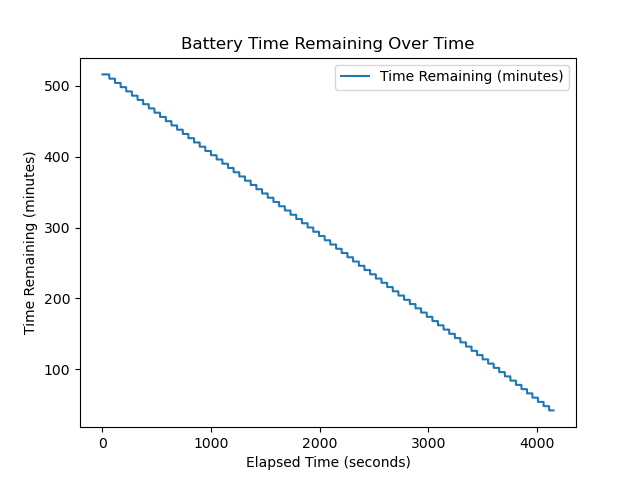 Battery Time Remaining Over Time
Time Remaining (minutes)
Time Remaining (minutes)
500
400
300
200
100
0
1000
2000
3000
4000
Elapsed Time (seconds)